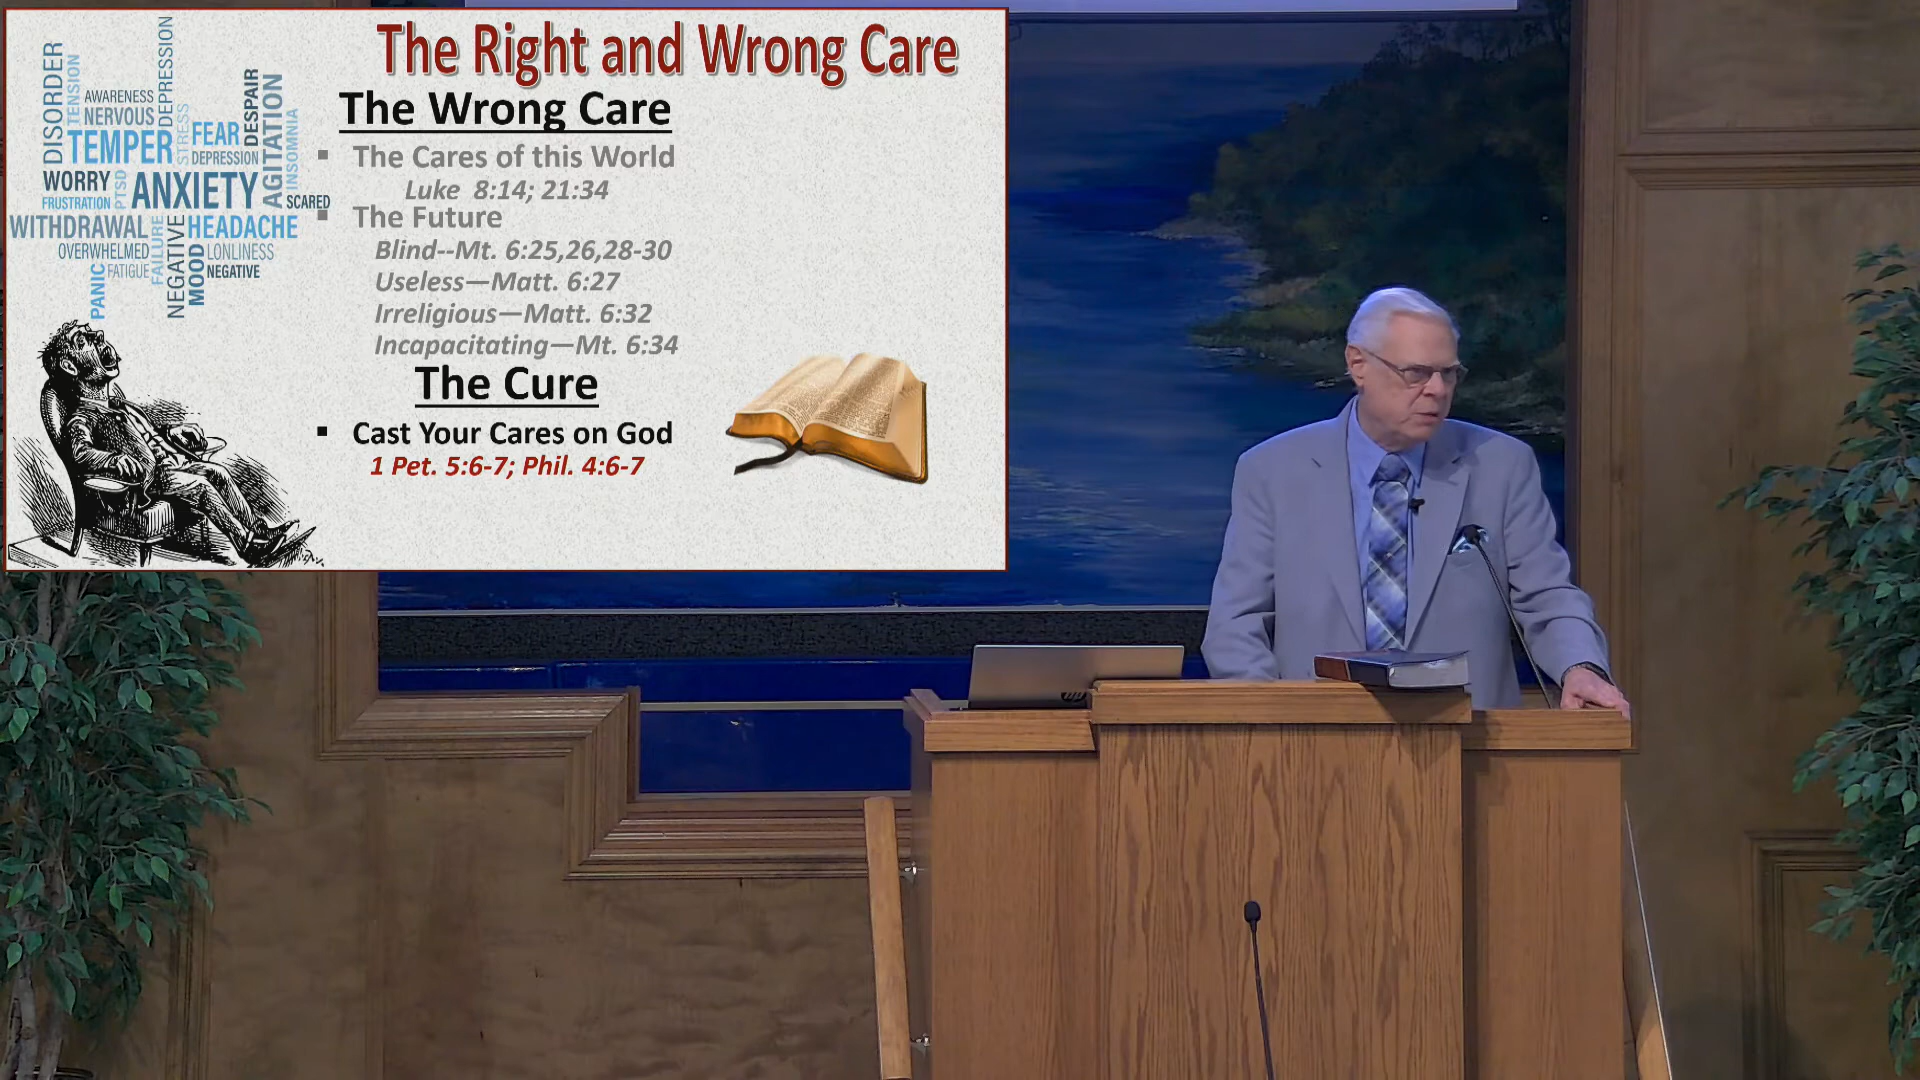 The Right and Wrong Care
The Wrong Care
▪ The Cares of this World
Luke 8:14; 21:34
▪ The Future
Blind--Mt. 6:25,26,28-30
Useless—Matt. 6:27
Irreligious—Matt. 6:32
Incapacitating—Mt. 6:34
The Cure
▪ Cast Your Cares on God
1 Pet. 5:6-7; Phil. 4:6-7
DISORDER
TENSION
AWARENESS
NERVOUS
DEPRESSION
STRESS
TEMPER
FEAR
DEPRESSION
DESPAIR
AGITATION
INSOMNIA
WORRY
FRUSTRATION
PTSD
ANXIETY
SCARED
WITHDRAWAL
HEADACHE
OVERWHELMED
FATIGUE
FAILURE
NEGATIVE
MOOD
LONLINESS
NEGATIVE
PANIC
hp